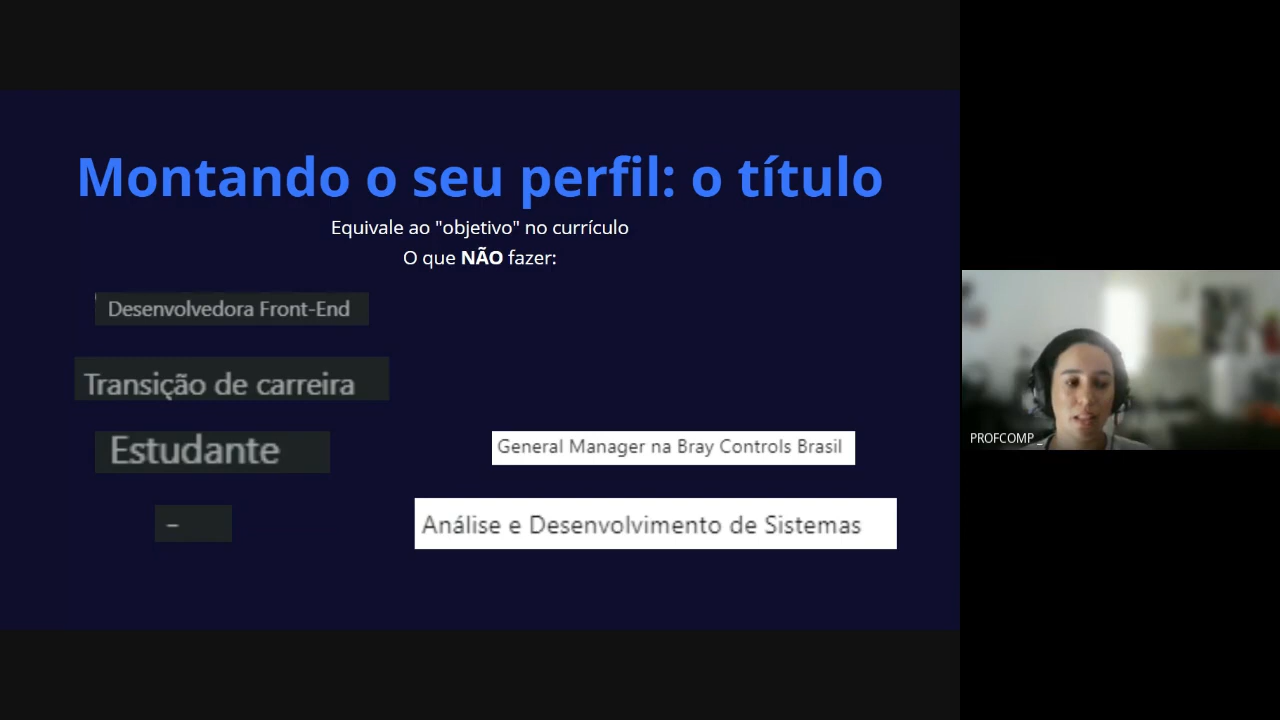 Montando o seu perfil: o título
Equivale ao "objetivo" no currículo
O que NÃO fazer:
Desenvolvedora Front-End
Transição de carreira
Estudante
General Manager na Bray Controls Brasil
–
Análise e Desenvolvimento de Sistemas
PROFCOMP _